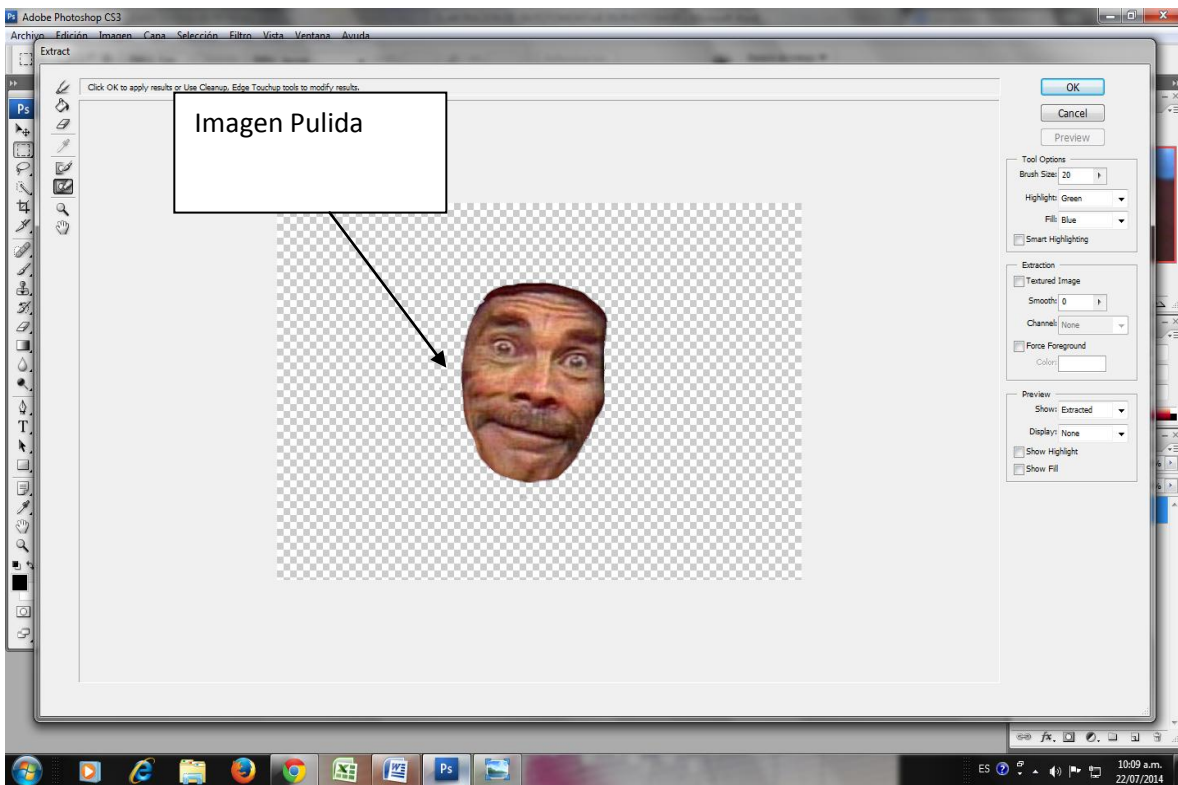 Adobe Photoshop CS3
Archivo Edición Imagen Capa Selección Filtro Vista Ventana Ayuda
Extract
Click OK to apply results or Use Cleanup, Edge Touchup tools to modify results.
Imagen Pulida
OK
Cancel
Preview
Tool Options
Brush Size: 20
Highlight: Green
Fill: Blue
Smart Highlighting
Extraction
Textured Image
Smooth: 0
Channel: None
Force Foreground
Color:
Preview
Show: Extracted
Display: None
Show Highlight
Show Fill
Ps
T
fx.
Ps
ES
10:09 a.m.
22/07/2014